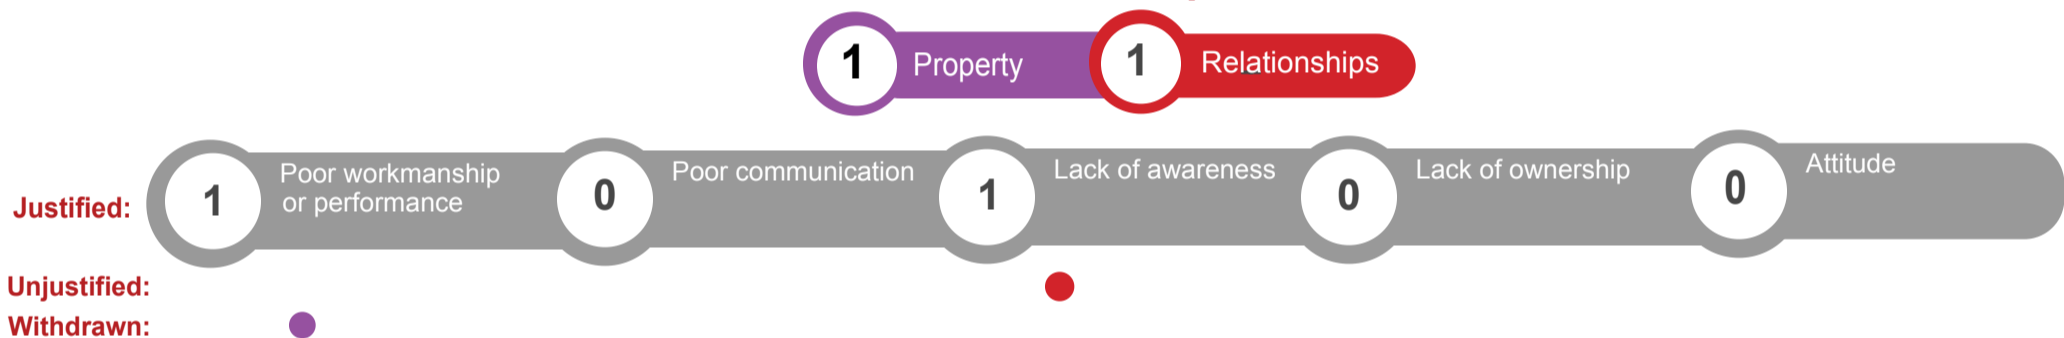 1 Property 1 Relationships
Justified: 1 Poor workmanship or performance 0 Poor communication 1 Lack of awareness 0 Lack of ownership 0 Attitude
Unjustified:
Withdrawn: